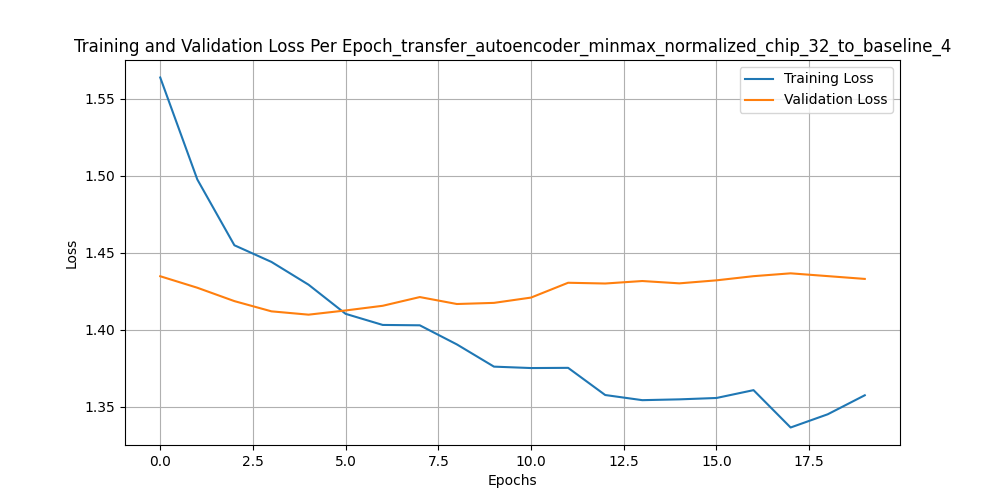 Training and Validation Loss Per Epoch_transfer_autoencoder_minmax_normalized_chip_32_to_baseline_4
Training Loss
Validation Loss
1.55
1.50
1.45
1.40
1.35
Loss
0.0 2.5 5.0 7.5 10.0 12.5 15.0 17.5
Epochs